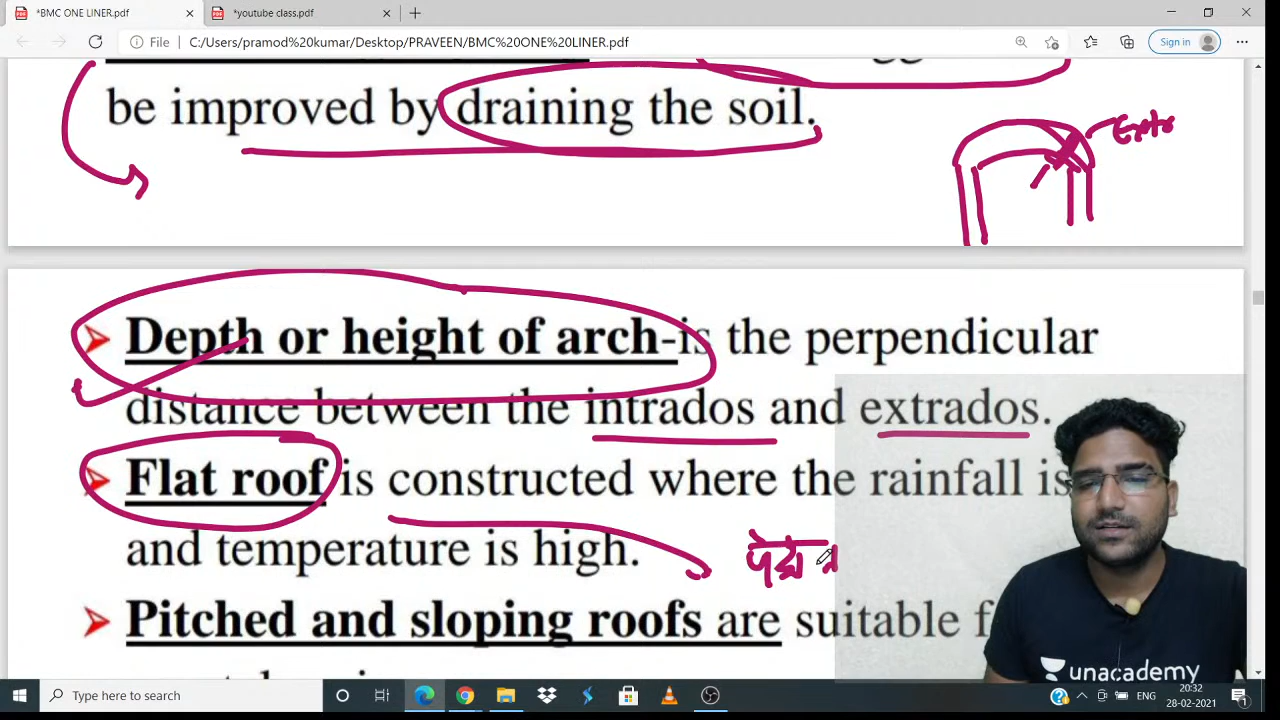 *BMC ONE LINER.pdf
*youtube class.pdf
File
C:/Users/pramod%20kumar/Desktop/PRAVEEN/BMC%20ONE%20LINER.pdf
Sign in
be improved by draining the soil.
Extr
Depth or height of arch-is the perpendicular
distance between the intrados and extrados.
Flat roof is constructed where the rainfall is
and temperature is high.
Pitched and sloping roofs are suitable f
unacademy
Type here to search
ENG
20:32
28-02-2021
1